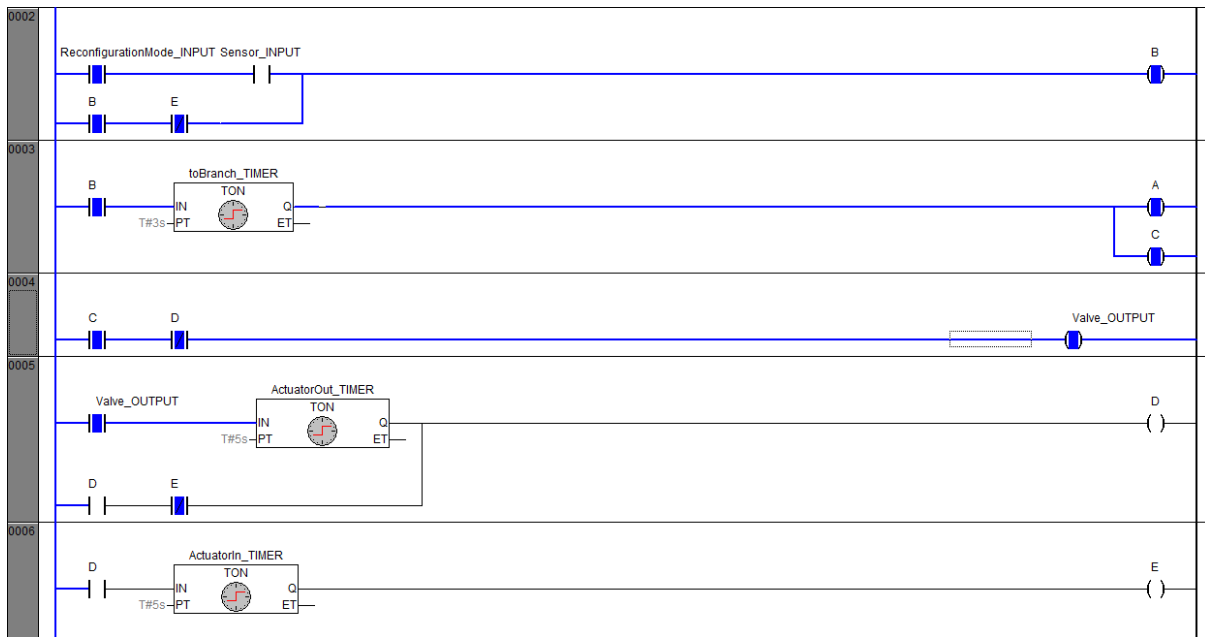 0002
ReconfigurationMode_INPUT Sensor_INPUT B
B E
0003
toBranch_TIMER
B TON A
IN Q
T#3s PT ET
C
0004
C D Valve_OUTPUT
0005
ActuatorOut_TIMER
Valve_OUTPUT TON D
IN Q
T#5s PT ET
D E
0006
ActuatorIn_TIMER
D TON E
IN Q
T#5s PT ET